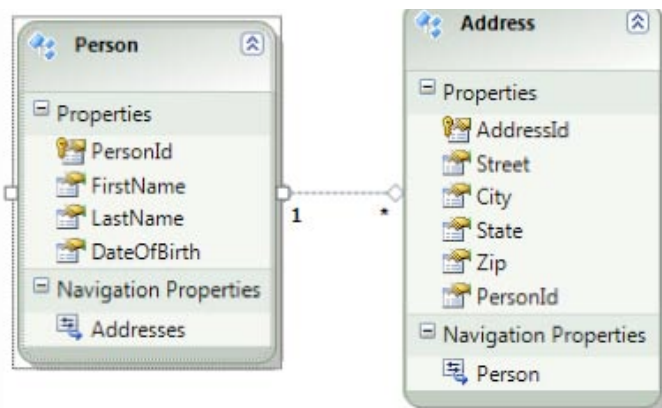 Person
Properties
PersonId
FirstName
LastName
DateOfBirth
Navigation Properties
Addresses
1
*
Address
Properties
AddressId
Street
City
State
Zip
PersonId
Navigation Properties
Person